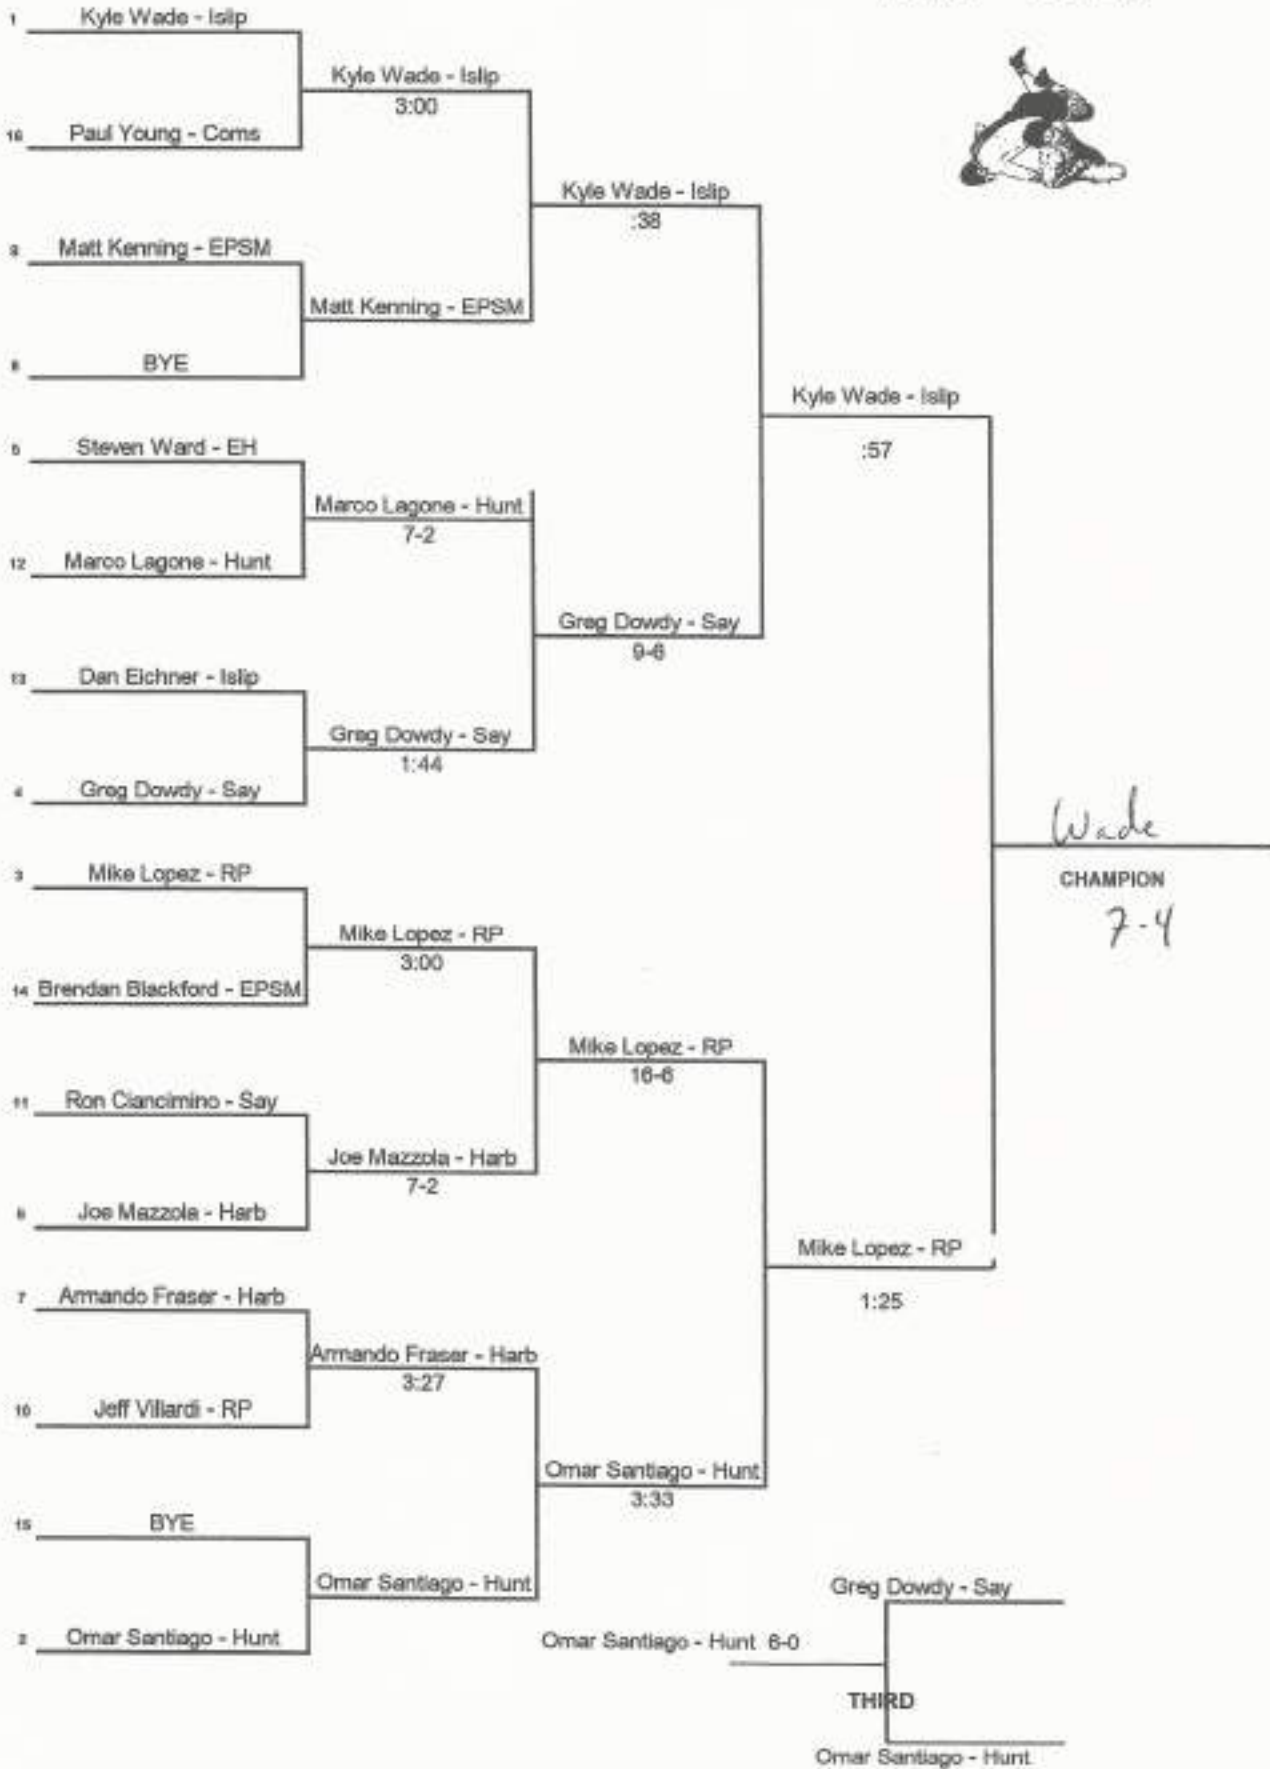 1 Kyle Wade - Islip
Kyle Wade - Islip
3:00
16 Paul Young - Coms
Kyle Wade - Islip
:38
Matt Kenning - EPSM
Matt Kenning - EPSM
BYE
Kyle Wade - Islip
:57
5 Steven Ward - EH
Marco Lagone - Hunt
7-2
12 Marco Lagone - Hunt
Greg Dowdy - Say
9-6
13 Dan Eichner - Islip
Greg Dowdy - Say
1:44
4 Greg Dowdy - Say
Wade
CHAMPION
7-4
3 Mike Lopez - RP
Mike Lopez - RP
3:00
14 Brendan Blackford - EPSM
Mike Lopez - RP
16-6
11 Ron Ciancimino - Say
Joe Mazzola - Harb
7-2
Joe Mazzola - Harb
Mike Lopez - RP
1:25
7 Armando Fraser - Harb
Armando Fraser - Harb
3:27
10 Jeff Villardi - RP
Omar Santiago - Hunt
3:33
15 BYE
Omar Santiago - Hunt
2 Omar Santiago - Hunt
Greg Dowdy - Say
Omar Santiago - Hunt 6-0
THIRD
Omar Santiago - Hunt